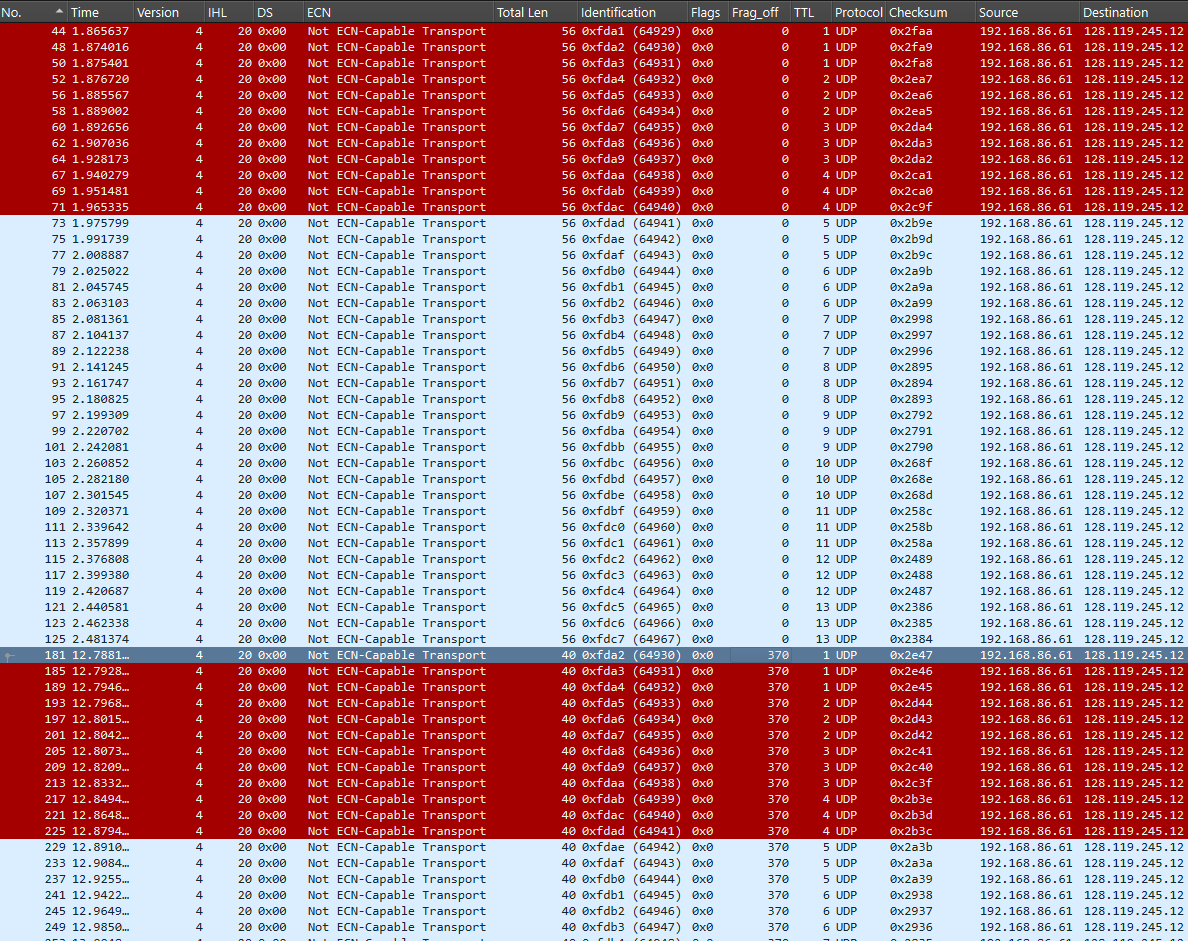 No. Time Version IHL DS ECN Total Len Identification Flags Frag_off TTL Protocol Checksum Source Destination
44 1.865637 4 20 0x00 Not ECN-Capable Transport 56 0xfda1 (64929) 0x0 0 1 UDP 0x2faa 192.168.86.61 128.119.245.12
48 1.874016 4 20 0x00 Not ECN-Capable Transport 56 0xfda2 (64930) 0x0 0 1 UDP 0x2fa9 192.168.86.61 128.119.245.12
50 1.875401 4 20 0x00 Not ECN-Capable Transport 56 0xfda3 (64931) 0x0 0 1 UDP 0x2fa8 192.168.86.61 128.119.245.12
52 1.876720 4 20 0x00 Not ECN-Capable Transport 56 0xfda4 (64932) 0x0 0 2 UDP 0x2ea7 192.168.86.61 128.119.245.12
56 1.885567 4 20 0x00 Not ECN-Capable Transport 56 0xfda5 (64933) 0x0 0 2 UDP 0x2ea6 192.168.86.61 128.119.245.12
58 1.889002 4 20 0x00 Not ECN-Capable Transport 56 0xfda6 (64934) 0x0 0 2 UDP 0x2ea5 192.168.86.61 128.119.245.12
60 1.892656 4 20 0x00 Not ECN-Capable Transport 56 0xfda7 (64935) 0x0 0 3 UDP 0x2da4 192.168.86.61 128.119.245.12
62 1.907036 4 20 0x00 Not ECN-Capable Transport 56 0xfda8 (64936) 0x0 0 3 UDP 0x2da3 192.168.86.61 128.119.245.12
64 1.928173 4 20 0x00 Not ECN-Capable Transport 56 0xfda9 (64937) 0x0 0 3 UDP 0x2da2 192.168.86.61 128.119.245.12
67 1.940279 4 20 0x00 Not ECN-Capable Transport 56 0xfdaa (64938) 0x0 0 4 UDP 0x2ca1 192.168.86.61 128.119.245.12
69 1.951481 4 20 0x00 Not ECN-Capable Transport 56 0xfdab (64939) 0x0 0 4 UDP 0x2ca0 192.168.86.61 128.119.245.12
71 1.965335 4 20 0x00 Not ECN-Capable Transport 56 0xfdac (64940) 0x0 0 4 UDP 0x2c9f 192.168.86.61 128.119.245.12
73 1.975799 4 20 0x00 Not ECN-Capable Transport 56 0xfdad (64941) 0x0 0 5 UDP 0x2b9e 192.168.86.61 128.119.245.12
75 1.991739 4 20 0x00 Not ECN-Capable Transport 56 0xfdae (64942) 0x0 0 5 UDP 0x2b9d 192.168.86.61 128.119.245.12
77 2.008887 4 20 0x00 Not ECN-Capable Transport 56 0xfdaf (64943) 0x0 0 5 UDP 0x2b9c 192.168.86.61 128.119.245.12
79 2.025022 4 20 0x00 Not ECN-Capable Transport 56 0xfdb0 (64944) 0x0 0 6 UDP 0x2a9b 192.168.86.61 128.119.245.12
81 2.045745 4 20 0x00 Not ECN-Capable Transport 56 0xfdb1 (64945) 0x0 0 6 UDP 0x2a9a 192.168.86.61 128.119.245.12
83 2.063103 4 20 0x00 Not ECN-Capable Transport 56 0xfdb2 (64946) 0x0 0 6 UDP 0x2a99 192.168.86.61 128.119.245.12
85 2.081361 4 20 0x00 Not ECN-Capable Transport 56 0xfdb3 (64947) 0x0 0 7 UDP 0x2998 192.168.86.61 128.119.245.12
87 2.104137 4 20 0x00 Not ECN-Capable Transport 56 0xfdb4 (64948) 0x0 0 7 UDP 0x2997 192.168.86.61 128.119.245.12
89 2.122238 4 20 0x00 Not ECN-Capable Transport 56 0xfdb5 (64949) 0x0 0 7 UDP 0x2996 192.168.86.61 128.119.245.12
91 2.141245 4 20 0x00 Not ECN-Capable Transport 56 0xfdb6 (64950) 0x0 0 8 UDP 0x2895 192.168.86.61 128.119.245.12
93 2.161747 4 20 0x00 Not ECN-Capable Transport 56 0xfdb7 (64951) 0x0 0 8 UDP 0x2894 192.168.86.61 128.119.245.12
95 2.180825 4 20 0x00 Not ECN-Capable Transport 56 0xfdb8 (64952) 0x0 0 8 UDP 0x2893 192.168.86.61 128.119.245.12
97 2.199309 4 20 0x00 Not ECN-Capable Transport 56 0xfdb9 (64953) 0x0 0 9 UDP 0x2792 192.168.86.61 128.119.245.12
99 2.220702 4 20 0x00 Not ECN-Capable Transport 56 0xfdba (64954) 0x0 0 9 UDP 0x2791 192.168.86.61 128.119.245.12
101 2.242081 4 20 0x00 Not ECN-Capable Transport 56 0xfdbb (64955) 0x0 0 9 UDP 0x2790 192.168.86.61 128.119.245.12
103 2.260852 4 20 0x00 Not ECN-Capable Transport 56 0xfdbc (64956) 0x0 0 10 UDP 0x268f 192.168.86.61 128.119.245.12
105 2.282180 4 20 0x00 Not ECN-Capable Transport 56 0xfdbd (64957) 0x0 0 10 UDP 0x268e 192.168.86.61 128.119.245.12
107 2.301545 4 20 0x00 Not ECN-Capable Transport 56 0xfdbe (64958) 0x0 0 10 UDP 0x268d 192.168.86.61 128.119.245.12
109 2.320371 4 20 0x00 Not ECN-Capable Transport 56 0xfdbf (64959) 0x0 0 11 UDP 0x258c 192.168.86.61 128.119.245.12
111 2.339642 4 20 0x00 Not ECN-Capable Transport 56 0xfdc0 (64960) 0x0 0 11 UDP 0x258b 192.168.86.61 128.119.245.12
113 2.357899 4 20 0x00 Not ECN-Capable Transport 56 0xfdc1 (64961) 0x0 0 11 UDP 0x258a 192.168.86.61 128.119.245.12
115 2.376808 4 20 0x00 Not ECN-Capable Transport 56 0xfdc2 (64962) 0x0 0 12 UDP 0x2489 192.168.86.61 128.119.245.12
117 2.399380 4 20 0x00 Not ECN-Capable Transport 56 0xfdc3 (64963) 0x0 0 12 UDP 0x2488 192.168.86.61 128.119.245.12
119 2.420687 4 20 0x00 Not ECN-Capable Transport 56 0xfdc4 (64964) 0x0 0 12 UDP 0x2487 192.168.86.61 128.119.245.12
121 2.440581 4 20 0x00 Not ECN-Capable Transport 56 0xfdc5 (64965) 0x0 0 13 UDP 0x2386 192.168.86.61 128.119.245.12
123 2.462338 4 20 0x00 Not ECN-Capable Transport 56 0xfdc6 (64966) 0x0 0 13 UDP 0x2385 192.168.86.61 128.119.245.12
125 2.481374 4 20 0x00 Not ECN-Capable Transport 56 0xfdc7 (64967) 0x0 0 13 UDP 0x2384 192.168.86.61 128.119.245.12
181 12.7881… 4 20 0x00 Not ECN-Capable Transport 40 0xfda2 (64930) 0x0 370 1 UDP 0x2e47 192.168.86.61 128.119.245.12
185 12.7928… 4 20 0x00 Not ECN-Capable Transport 40 0xfda3 (64931) 0x0 370 1 UDP 0x2e46 192.168.86.61 128.119.245.12
189 12.7946… 4 20 0x00 Not ECN-Capable Transport 40 0xfda4 (64932) 0x0 370 1 UDP 0x2e45 192.168.86.61 128.119.245.12
193 12.7968… 4 20 0x00 Not ECN-Capable Transport 40 0xfda5 (64933) 0x0 370 2 UDP 0x2d44 192.168.86.61 128.119.245.12
197 12.8015… 4 20 0x00 Not ECN-Capable Transport 40 0xfda6 (64934) 0x0 370 2 UDP 0x2d43 192.168.86.61 128.119.245.12
201 12.8042… 4 20 0x00 Not ECN-Capable Transport 40 0xfda7 (64935) 0x0 370 2 UDP 0x2d42 192.168.86.61 128.119.245.12
205 12.8073… 4 20 0x00 Not ECN-Capable Transport 40 0xfda8 (64936) 0x0 370 3 UDP 0x2c41 192.168.86.61 128.119.245.12
209 12.8209… 4 20 0x00 Not ECN-Capable Transport 40 0xfda9 (64937) 0x0 370 3 UDP 0x2c40 192.168.86.61 128.119.245.12
213 12.8332… 4 20 0x00 Not ECN-Capable Transport 40 0xfdaa (64938) 0x0 370 3 UDP 0x2c3f 192.168.86.61 128.119.245.12
217 12.8494… 4 20 0x00 Not ECN-Capable Transport 40 0xfdab (64939) 0x0 370 4 UDP 0x2b3e 192.168.86.61 128.119.245.12
221 12.8648… 4 20 0x00 Not ECN-Capable Transport 40 0xfdac (64940) 0x0 370 4 UDP 0x2b3d 192.168.86.61 128.119.245.12
225 12.8794… 4 20 0x00 Not ECN-Capable Transport 40 0xfdad (64941) 0x0 370 4 UDP 0x2b3c 192.168.86.61 128.119.245.12
229 12.8910… 4 20 0x00 Not ECN-Capable Transport 40 0xfdae (64942) 0x0 370 5 UDP 0x2a3b 192.168.86.61 128.119.245.12
233 12.9084… 4 20 0x00 Not ECN-Capable Transport 40 0xfdaf (64943) 0x0 370 5 UDP 0x2a3a 192.168.86.61 128.119.245.12
237 12.9255… 4 20 0x00 Not ECN-Capable Transport 40 0xfdb0 (64944) 0x0 370 5 UDP 0x2a39 192.168.86.61 128.119.245.12
241 12.9422… 4 20 0x00 Not ECN-Capable Transport 40 0xfdb1 (64945) 0x0 370 6 UDP 0x2938 192.168.86.61 128.119.245.12
245 12.9649… 4 20 0x00 Not ECN-Capable Transport 40 0xfdb2 (64946) 0x0 370 6 UDP 0x2937 192.168.86.61 128.119.245.12
249 12.9850… 4 20 0x00 Not ECN-Capable Transport 40 0xfdb3 (64947) 0x0 370 6 UDP 0x2936 192.168.86.61 128.119.245.12